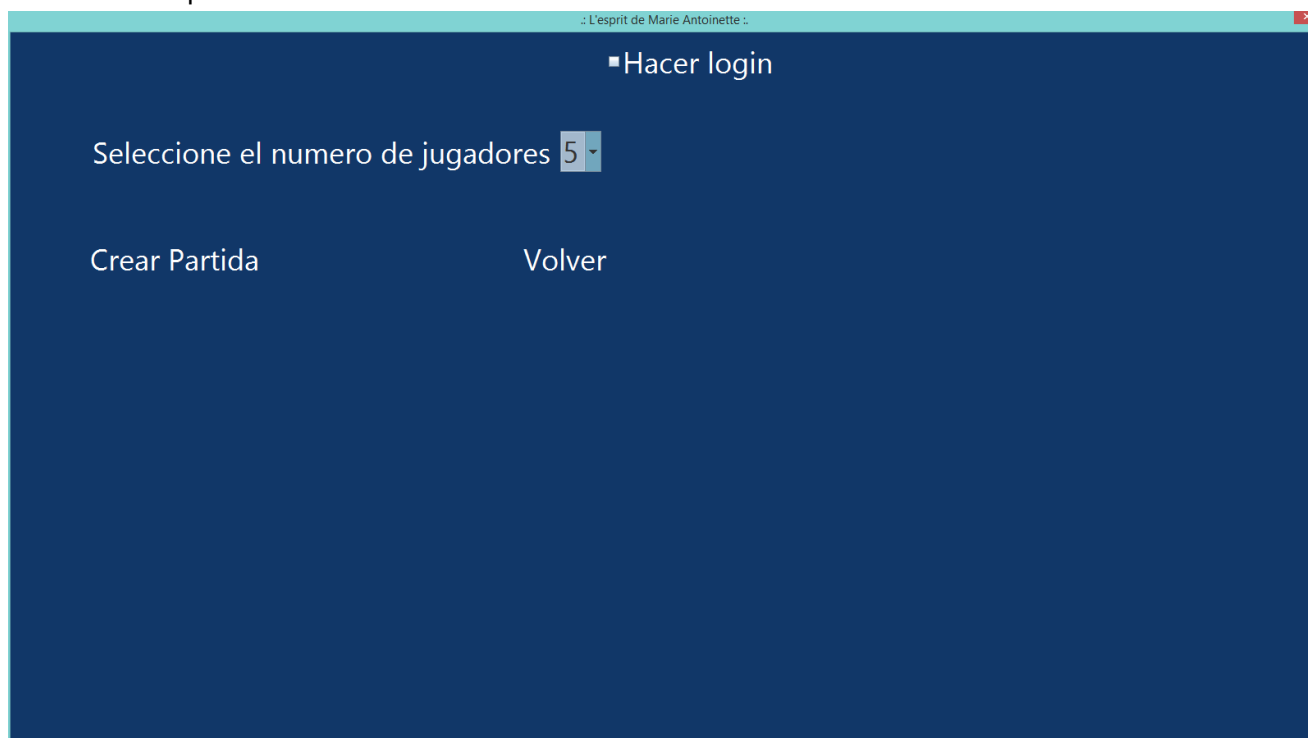 .: L'esprit de Marie Antoinette :.
Hacer login
Seleccione el numero de jugadores 5
Crear Partida Volver